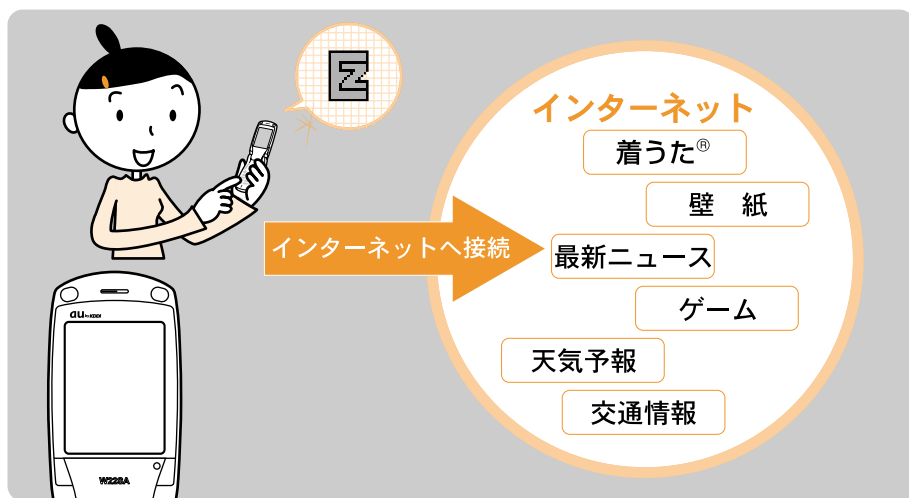 インターネット
着うた®
壁 紙
インターネットへ接続
最新ニュース
ゲーム
天気予報
交通情報
au by KDDI
W22SA